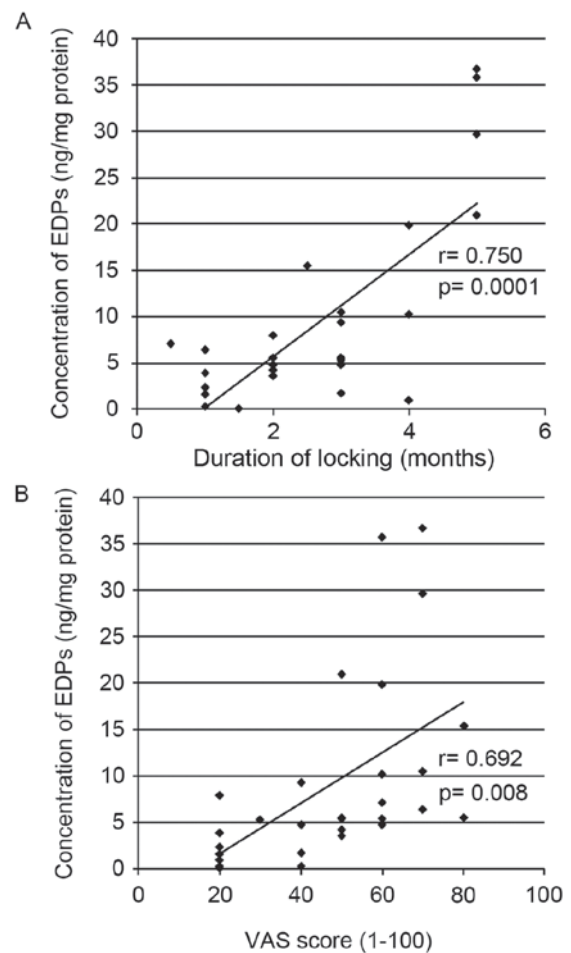 A
Concentration of EDPs (ng/mg protein)
40
35
30
25
20
15
10
5
0
r= 0.750
p= 0.0001
0 2 4 6
Duration of locking (months)
B
Concentration of EDPs (ng/mg protein)
40
35
30
25
20
15
10
5
0
r= 0.692
p= 0.008
0 20 40 60 80 100
VAS score (1-100)